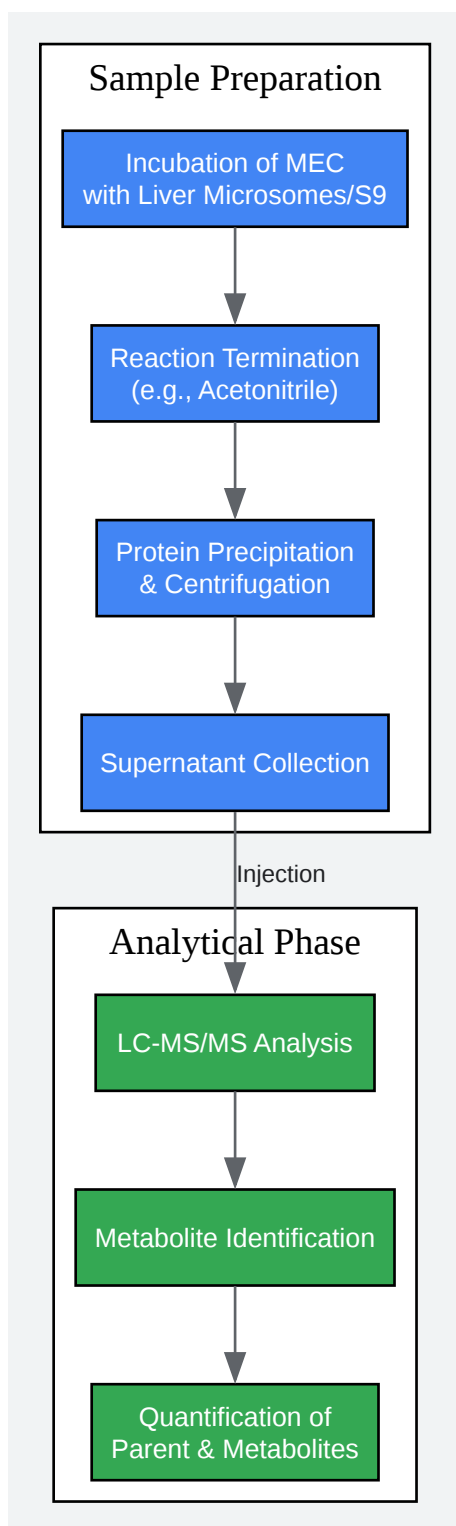 Sample Preparation
Incubation of MEC
with Liver Microsomes/S9
Reaction Termination
(e.g., Acetonitrile)
Protein Precipitation
& Centrifugation
Supernatant Collection
Injection
Analytical Phase
LC-MS/MS Analysis
Metabolite Identification
Quantification of
Parent & Metabolites